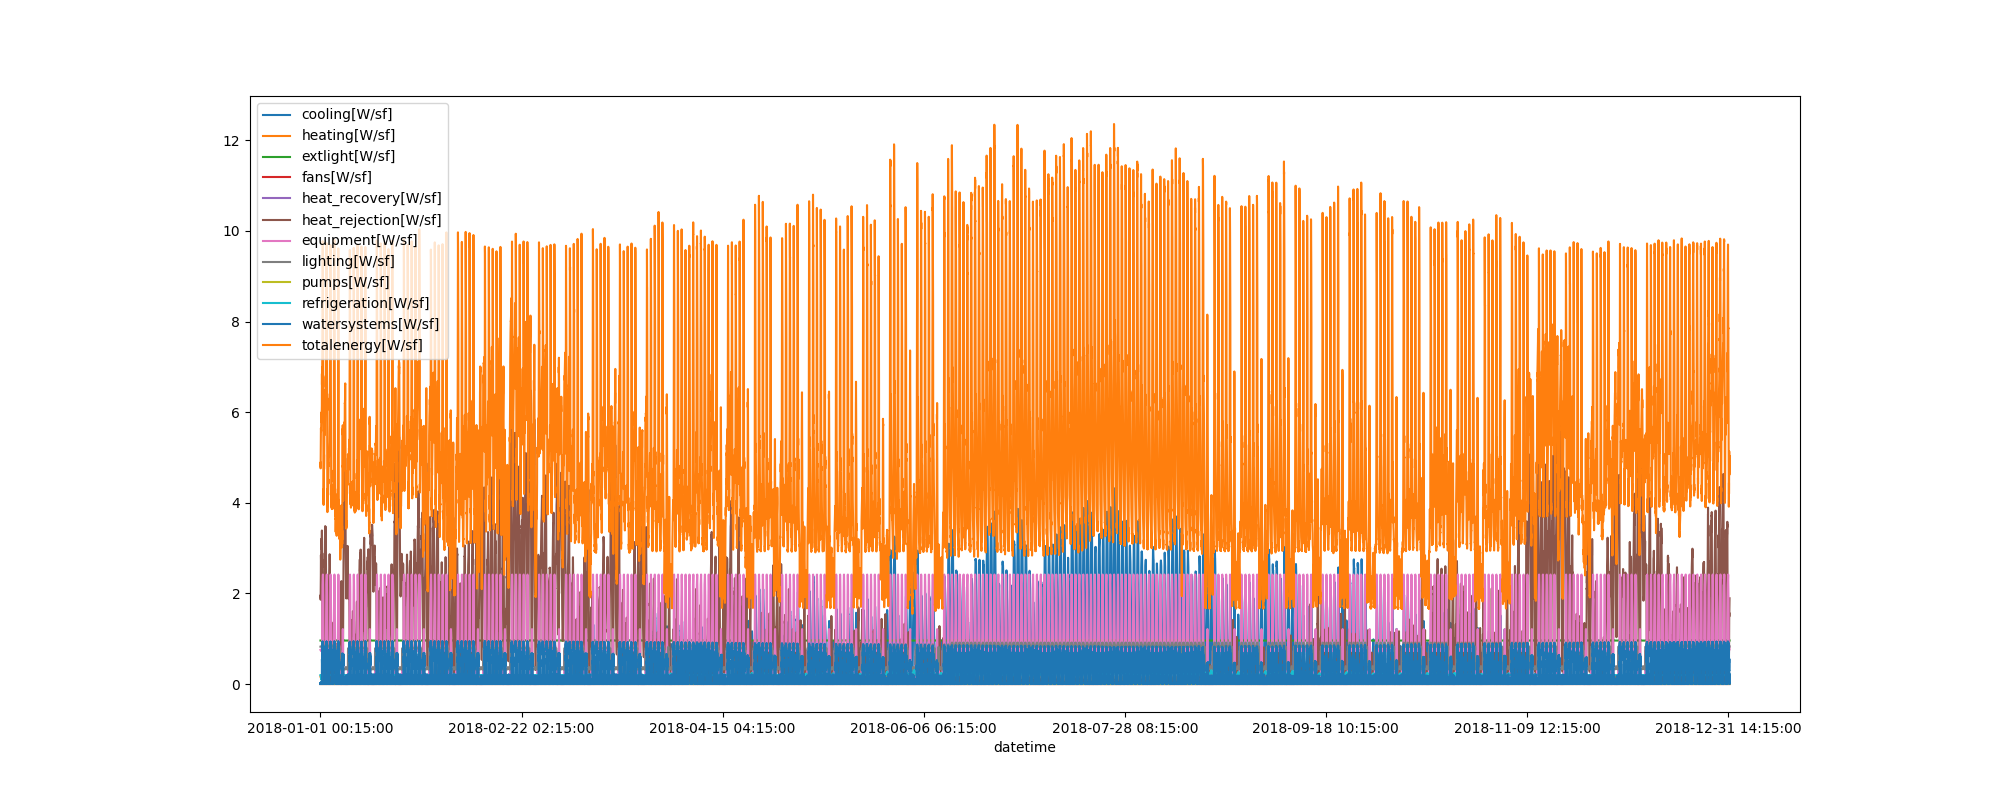 cooling[W/sf]
heating[W/sf]
extlight[W/sf]
fans[W/sf]
heat_recovery[W/sf]
heat_rejection[W/sf]
equipment[W/sf]
lighting[W/sf]
pumps[W/sf]
refrigeration[W/sf]
watersystems[W/sf]
totalenergy[W/sf]
12
10
8
6
4
2
0
2018-01-01 00:15:00 2018-02-22 02:15:00 2018-04-15 04:15:00 2018-06-06 06:15:00 2018-07-28 08:15:00 2018-09-18 10:15:00 2018-11-09 12:15:00 2018-12-31 14:15:00
datetime